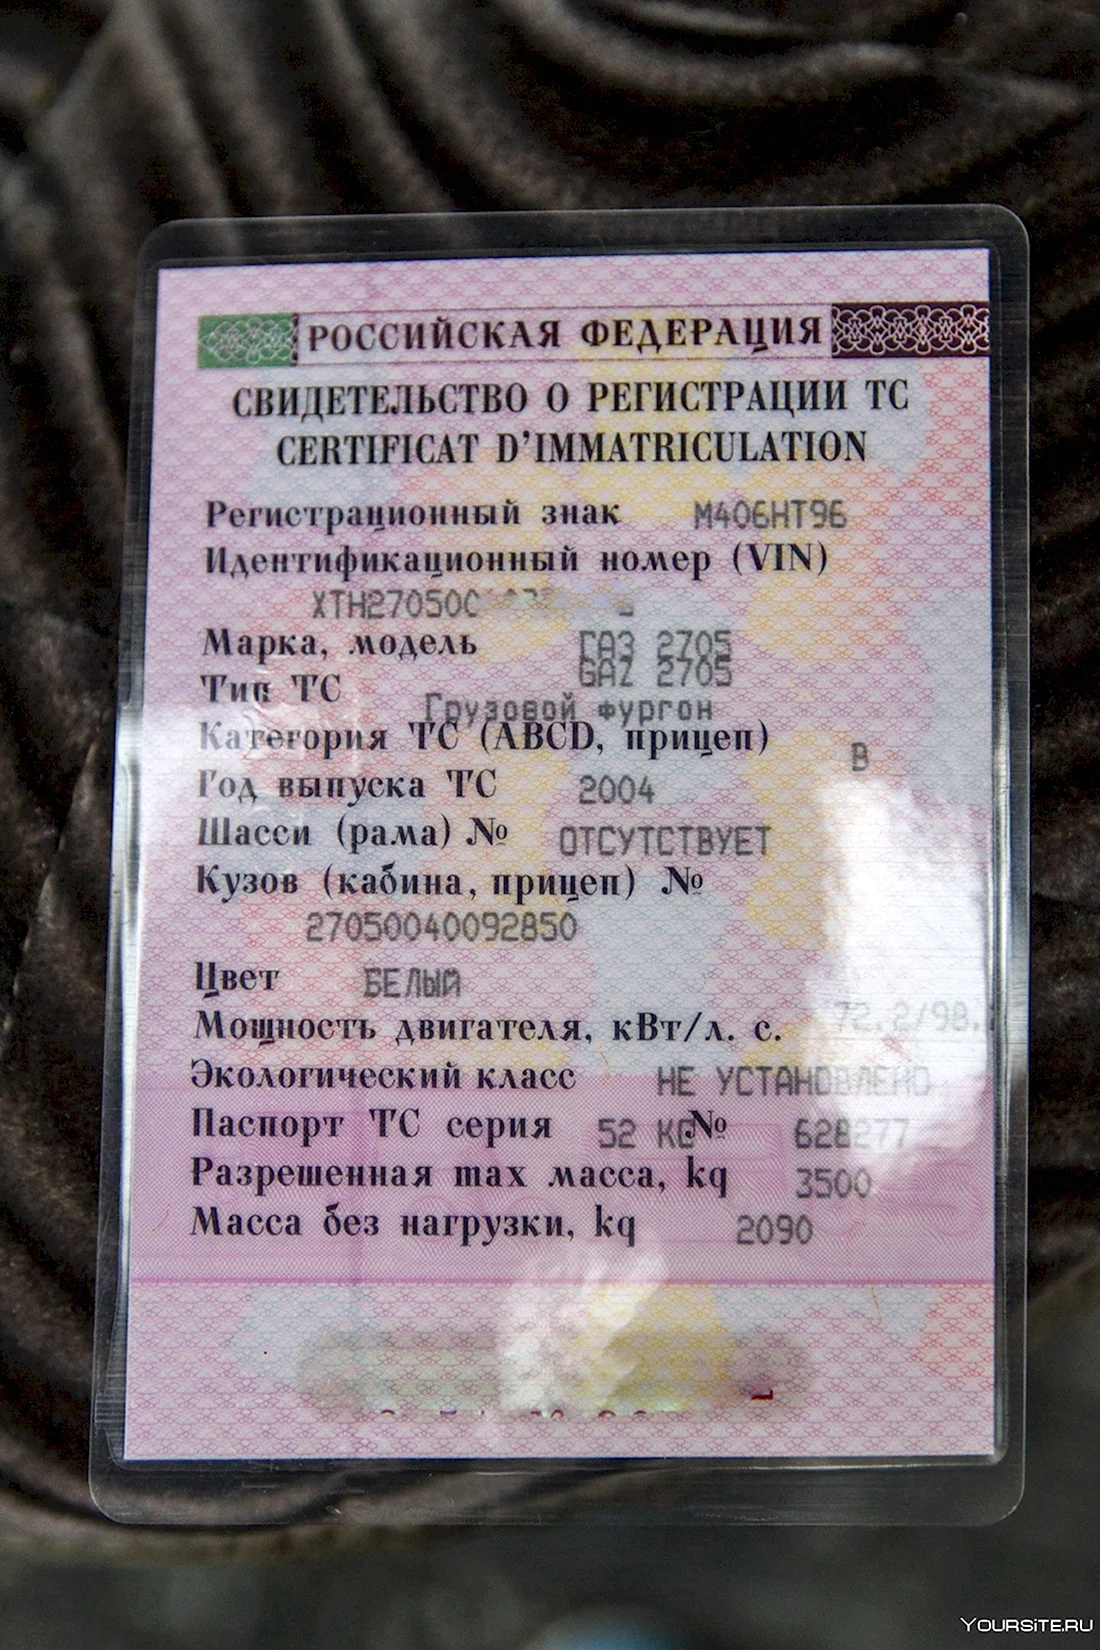 РОССИЙСКАЯ ФЕДЕРАЦИЯ
СВИДЕТЕЛЬСТВО О РЕГИСТРАЦИИ ТС
CERTIFICAT D'IMMATRICULATION
Регистрационный знак М406НТ96
Идентификационный номер (VIN)
Марка, модель ГАЗ 2705
GAZ 2705
Тип ТС
Грузовой фургон
Категория ТС (ABCD, прицеп) B
Год выпуска ТС 2004
Шасси (рама) № ОТСУТСТВУЕТ
Кузов (кабина, прицеп) №
27050040092850
Цвет БЕЛЫЙ
Мощность двигателя, кВт/л. с.
Экологический класс НЕ УСТАНОВЛЕНО
Паспорт ТС серия 52 № 628277
Разрешенная max масса, kg 3500
Масса без нагрузки, kg 2090
YOURSITE.RU